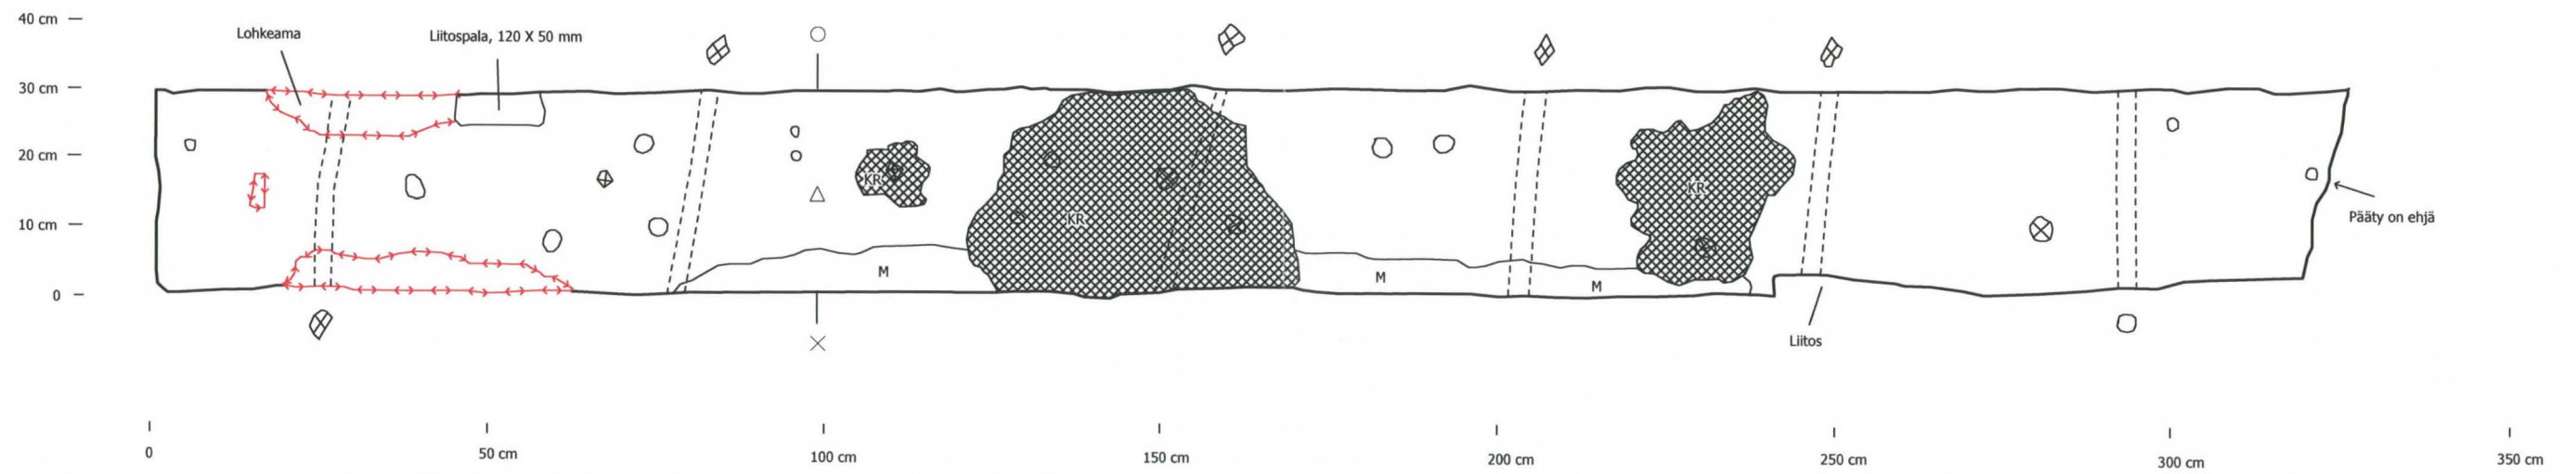 40 cm
Lohkeama
Liitospala, 120 X 50 mm
30 cm
20 cm
KR
KR
KR
10 cm
Pääty on ehjä
M
M
M
0
Liitos
0
50 cm
100 cm
150 cm
200 cm
250 cm
300 cm
350 cm